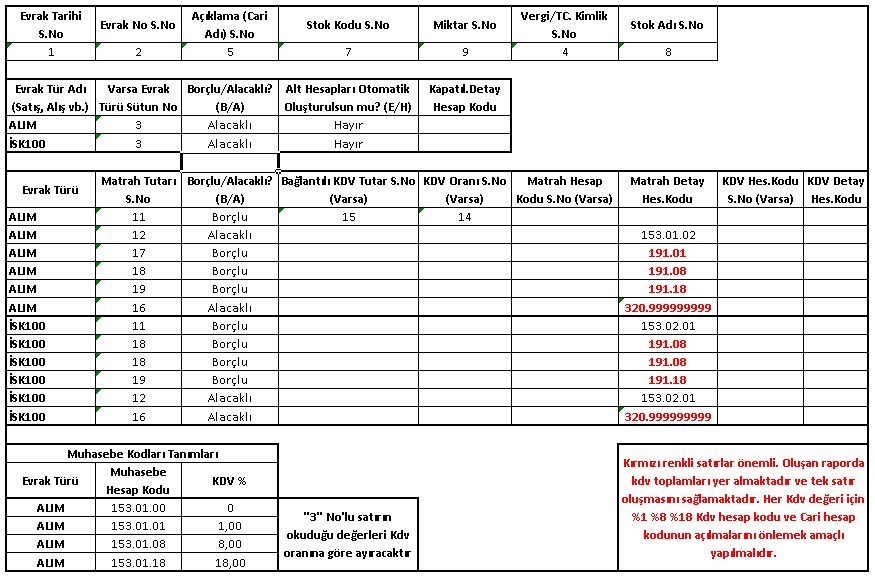 Evrak Tarihi S.No	Evrak No S.No	Açıklama (Cari Adı) S.No	Stok Kodu S.No	Miktar S.No	Vergi/TC. Kimlik S.No	Stok Adı S.No
1	2	5	7	9	4	8
Evrak Tür Adı (Satış, Alış vb.)	Varsa Evrak Türü Sütun No	Borçlu/Alacaklı? (B/A)	Alt Hesapları Otomatik Oluşturulsun mu? (E/H)	Kapatıl.Detay Hesap Kodu
ALIM	3	Alacaklı	Hayır
İSK100	3	Alacaklı	Hayır
Evrak Türü	Matrah Tutarı S.No	Borçlu/Alacaklı? (B/A)	Bağlantılı KDV Tutar S.No (Varsa)	KDV Oranı S.No (Varsa)	Matrah Hesap Kodu S.No (Varsa)	Matrah Detay Hes.Kodu	KDV Hes.Kodu S.No (Varsa)	KDV Detay Hes.Kodu
ALIM	11	Borçlu	15	14
ALIM	12	Alacaklı	153.01.02
ALIM	17	Borçlu	191.01
ALIM	18	Borçlu	191.08
ALIM	19	Borçlu	191.18
ALIM	16	Alacaklı	320.999999999
İSK100	11	Borçlu	153.02.01
İSK100	18	Borçlu	191.08
İSK100	18	Borçlu	191.08
İSK100	19	Borçlu	191.18
İSK100	12	Alacaklı	153.02.01
İSK100	16	Alacaklı	320.999999999
Muhasebe Kodları Tanımları
Evrak Türü	Muhasebe Hesap Kodu	KDV %
ALIM	153.01.00	0
ALIM	153.01.01	1,00
ALIM	153.01.08	8,00
ALIM	153.01.18	18,00
"3" No'lu satırın
okuduğu değerleri Kdv
oranına göre ayıracaktır
Kırmızı renkli satırlar önemli. Oluşan raporda
kdv toplamları yer almaktadır ve tek satır
oluşmasını sağlamaktadır. Her Kdv değeri için
%1 %8 %18 Kdv hesap kodu ve Cari hesap
kodunun açılmalarını önlemek amaçlı
yapılmalıdır.